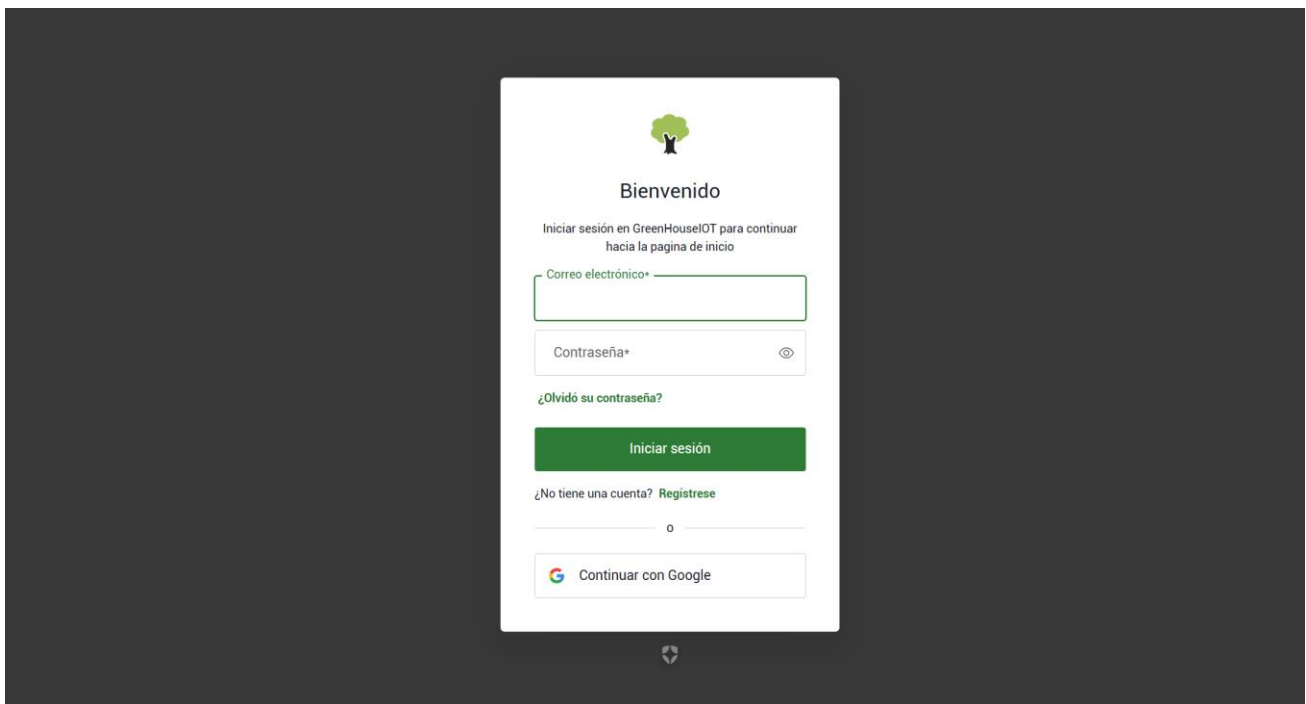 Bienvenido
Iniciar sesión en GreenHouseIOT para continuar
hacia la pagina de inicio
Correo electrónico*
Contraseña*
¿Olvidó su contraseña?
Iniciar sesión
¿No tiene una cuenta? Regístrese
o
Continuar con Google